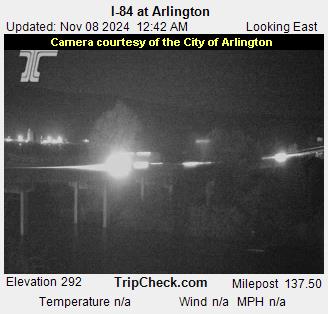 I-84 at Arlington
Updated: Nov 08 2024 12:42 AM Looking East
Camera courtesy of the City of Arlington
Elevation 292 TripCheck.com Milepost 137.50
Temperature n/a Wind n/a MPH n/a